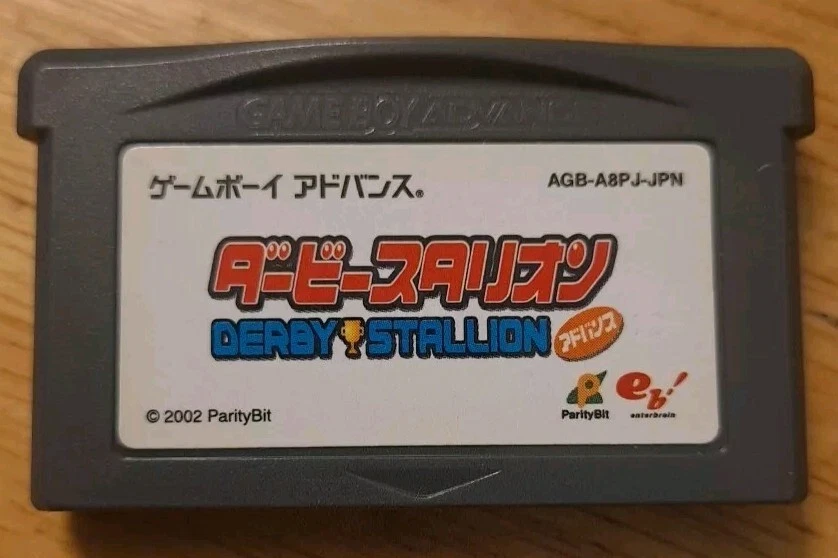 GAME BOY ADVANCE
ゲームボーイ アドバンス®
AGB-A8PJ-JPN
ダービースタリオン
DERBY STALLION
アドバンス
ParityBit
eb!
enterbrain
© 2002 ParityBit